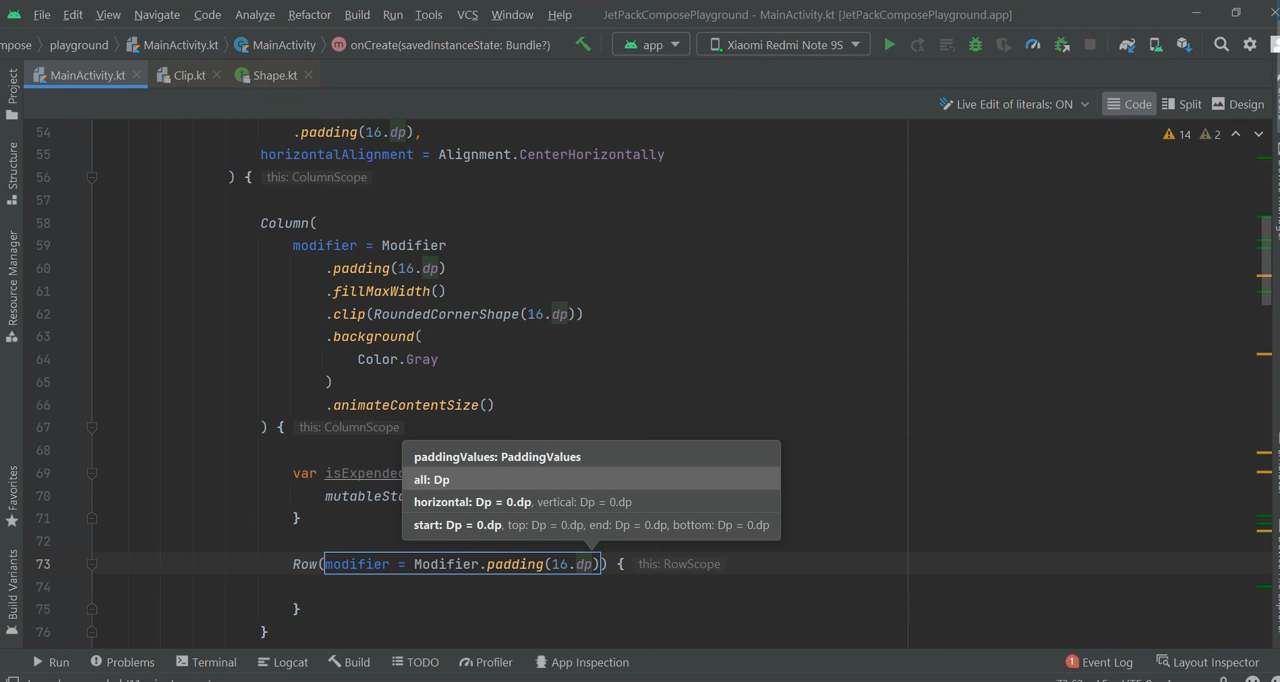 File Edit View Navigate Code Analyze Refactor Build Run Tools VCS Window Help JetPackComposePlayground - MainActivity.kt [JetPackComposePlayground.app]
mpose playground MainActivity.kt MainActivity onCreate(savedInstanceState: Bundle?) app Xiaomi Redmi Note 9S
MainActivity.kt Clip.kt Shape.kt
Live Edit of literals: ON Code Split Design
Project
Structure
Resource Manager
Favorites
Build Variants
14 2
54 .padding(16.dp),
55 horizontalAlignment = Alignment.CenterHorizontally
56 ) { this: ColumnScope
57
58 Column(
59 modifier = Modifier
60 .padding(16.dp)
61 .fillMaxWidth()
62 .clip(RoundedCornerShape(16.dp))
63 .background(
64 Color.Gray
65 )
66 .animateContentSize()
67 ) { this: ColumnScope
68
69 var isExpended
70 mutableSta
71 }
72
73 Row(modifier = Modifier.padding(16.dp)) { this: RowScope
74
75 }
76 }
paddingValues: PaddingValues
all: Dp
horizontal: Dp = 0.dp, vertical: Dp = 0.dp
start: Dp = 0.dp, top: Dp = 0.dp, end: Dp = 0.dp, bottom: Dp = 0.dp
Run Problems Terminal Logcat Build TODO Profiler App Inspection 1 Event Log Layout Inspector